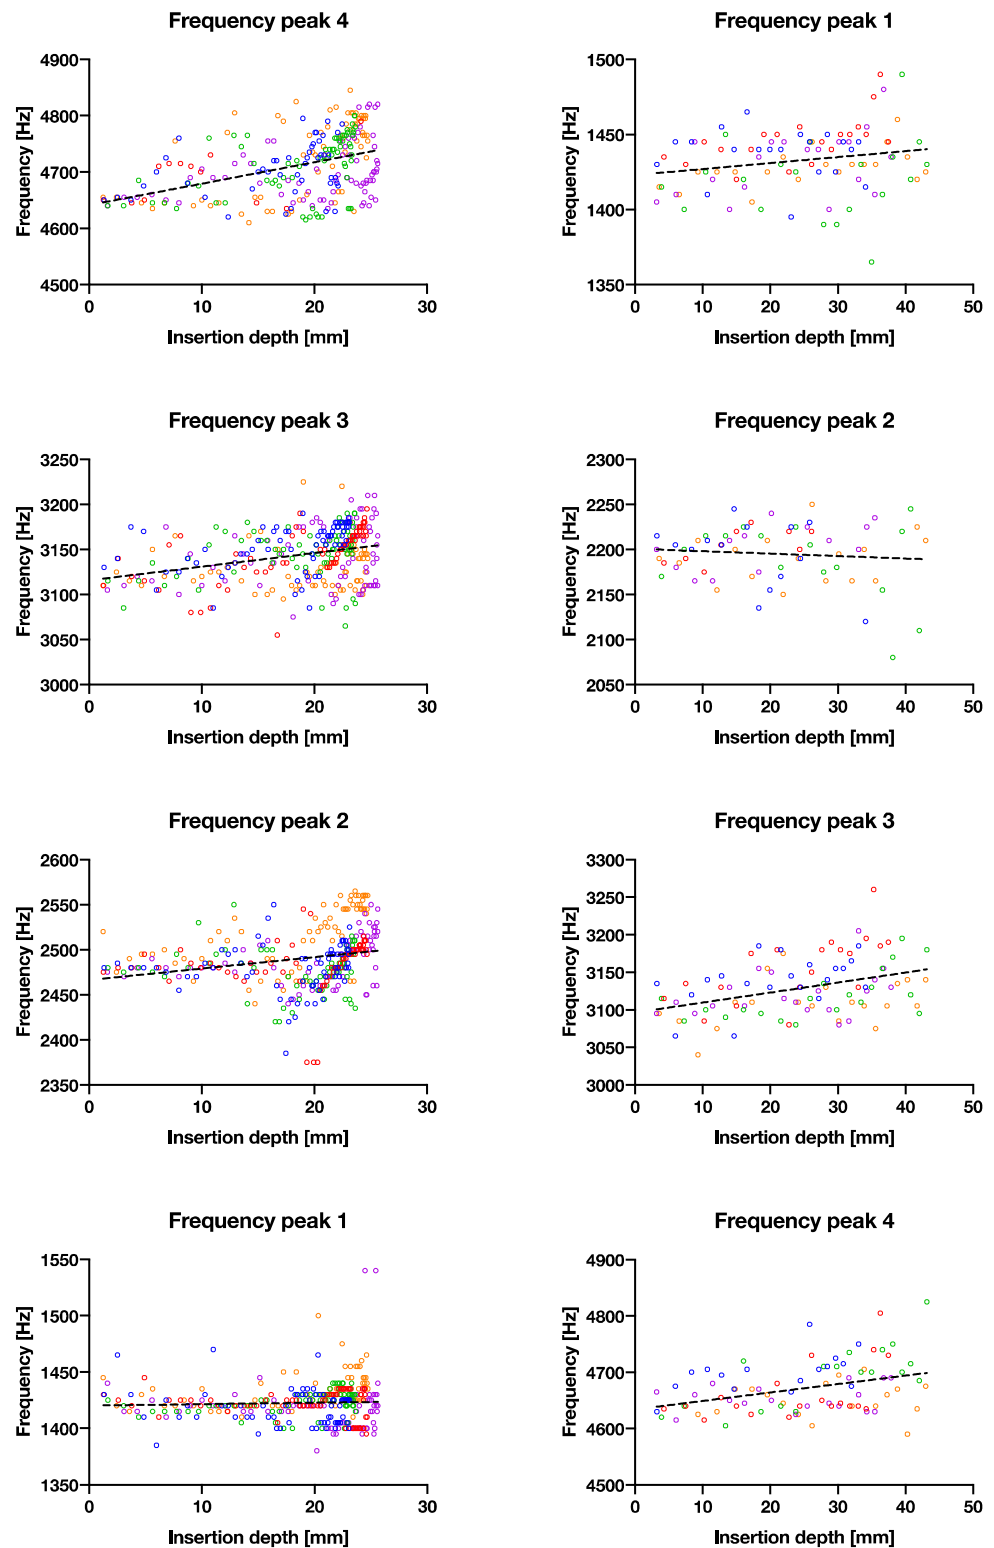 Frequency peak 4
Frequency [Hz]
4900
4800
4700
4600
4500
0 10 20 30
Insertion depth [mm]
Frequency peak 1
Frequency [Hz]
1500
1450
1400
1350
0 10 20 30 40 50
Insertion depth [mm]
Frequency peak 3
Frequency [Hz]
3250
3200
3150
3100
3050
3000
0 10 20 30
Insertion depth [mm]
Frequency peak 2
Frequency [Hz]
2300
2250
2200
2150
2100
2050
0 10 20 30 40 50
Insertion depth [mm]
Frequency peak 2
Frequency [Hz]
2600
2550
2500
2450
2400
2350
0 10 20 30
Insertion depth [mm]
Frequency peak 3
Frequency [Hz]
3300
3250
3200
3150
3100
3050
3000
0 10 20 30 40 50
Insertion depth [mm]
Frequency peak 1
Frequency [Hz]
1550
1500
1450
1400
1350
0 10 20 30
Insertion depth [mm]
Frequency peak 4
Frequency [Hz]
4900
4800
4700
4600
4500
0 10 20 30 40 50
Insertion depth [mm]